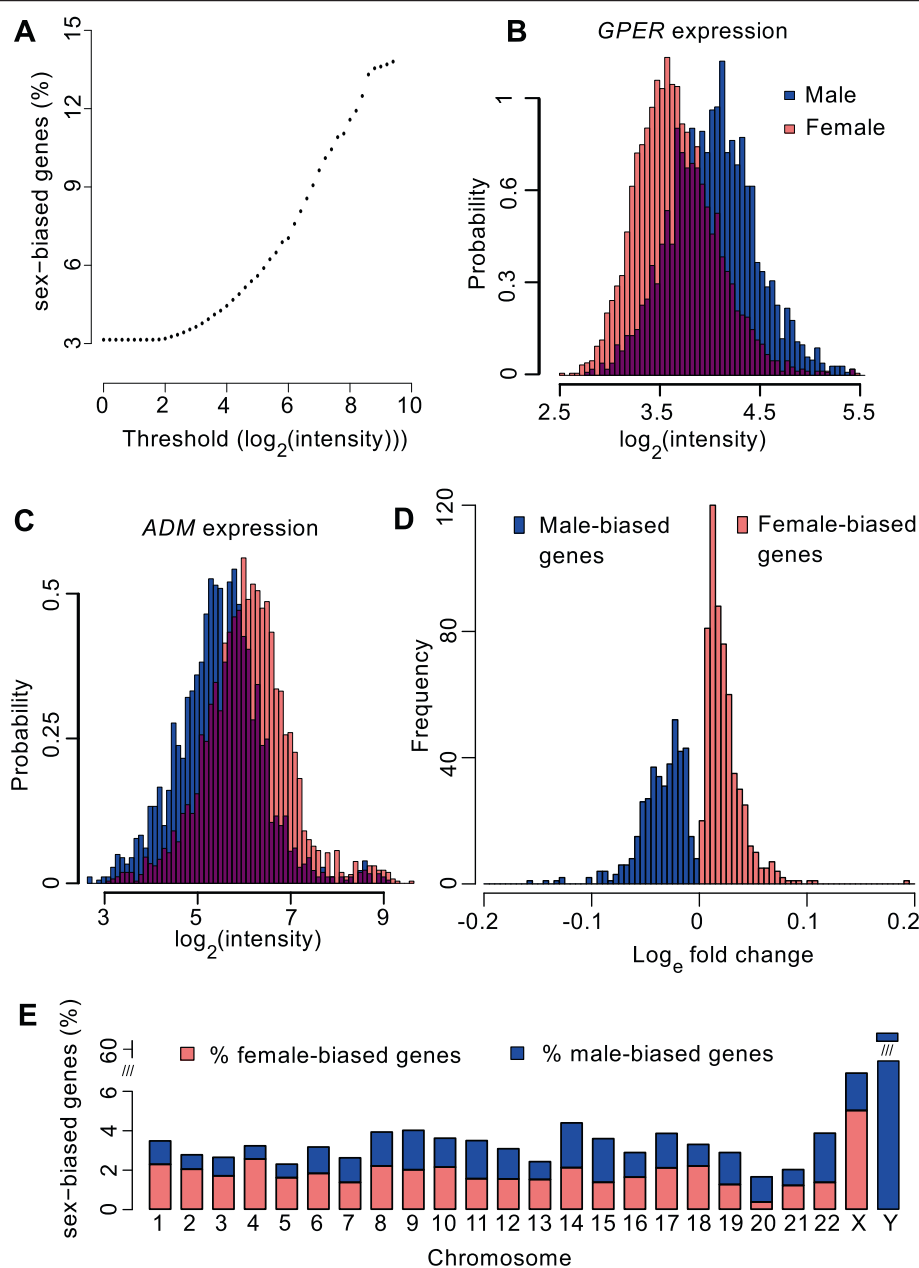 A
sex−biased genes (%)
15
12
9
6
3
0 2 4 6 8 10
Threshold (log2(intensity)))
B
GPER expression
Male
Female
Probability
1
0.6
0.3
0
2.5 3.5 4.5 5.5
log2(intensity)
C
ADM expression
Probability
0.5
0.25
0
3 5 7 9
log2(intensity)
D
Male-biased genes
Female-biased genes
Frequency
120
80
40
0
-0.2 -0.1 0 0.1 0.2
Loge fold change
E
sex−biased genes (%)
% female-biased genes
% male-biased genes
60
///
///
6
4
2
0
1 2 3 4 5 6 7 8 9 10 11 12 13 14 15 16 17 18 19 20 21 22 X Y
Chromosome